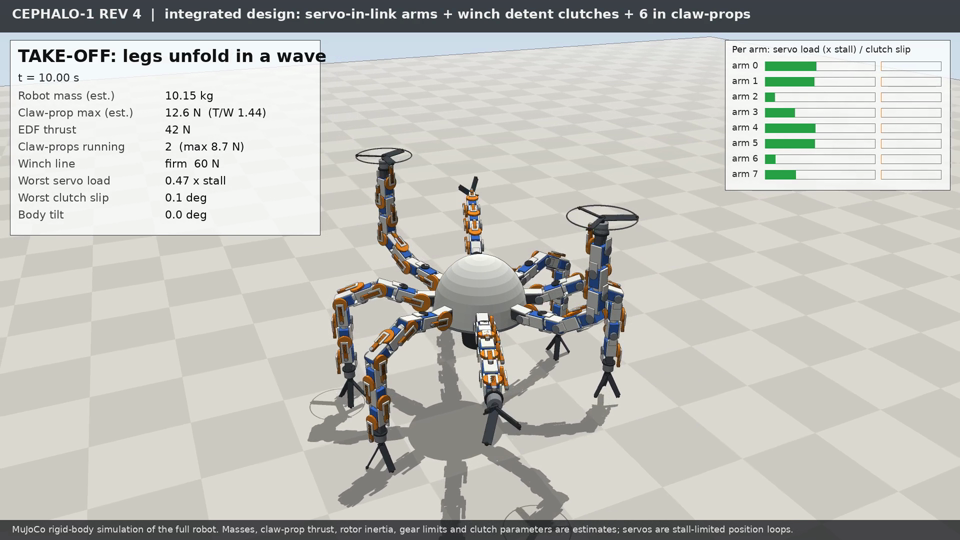 CEPHALO-1 REV 4 | integrated design: servo-in-link arms + winch detent clutches + 6 in claw-props
TAKE-OFF: legs unfold in a wave
t = 10.00 s
Robot mass (est.) 10.15 kg
Claw-prop max (est.) 12.6 N (T/W 1.44)
EDF thrust 42 N
Claw-props running 2 (max 8.7 N)
Winch line firm 60 N
Worst servo load 0.47 x stall
Worst clutch slip 0.1 deg
Body tilt 0.0 deg
Per arm: servo load (x stall) / clutch slip
arm 0
arm 1
arm 2
arm 3
arm 4
arm 5
arm 6
arm 7
MuJoCo rigid-body simulation of the full robot. Masses, claw-prop thrust, rotor inertia, gear limits and clutch parameters are estimates; servos are stall-limited position loops.